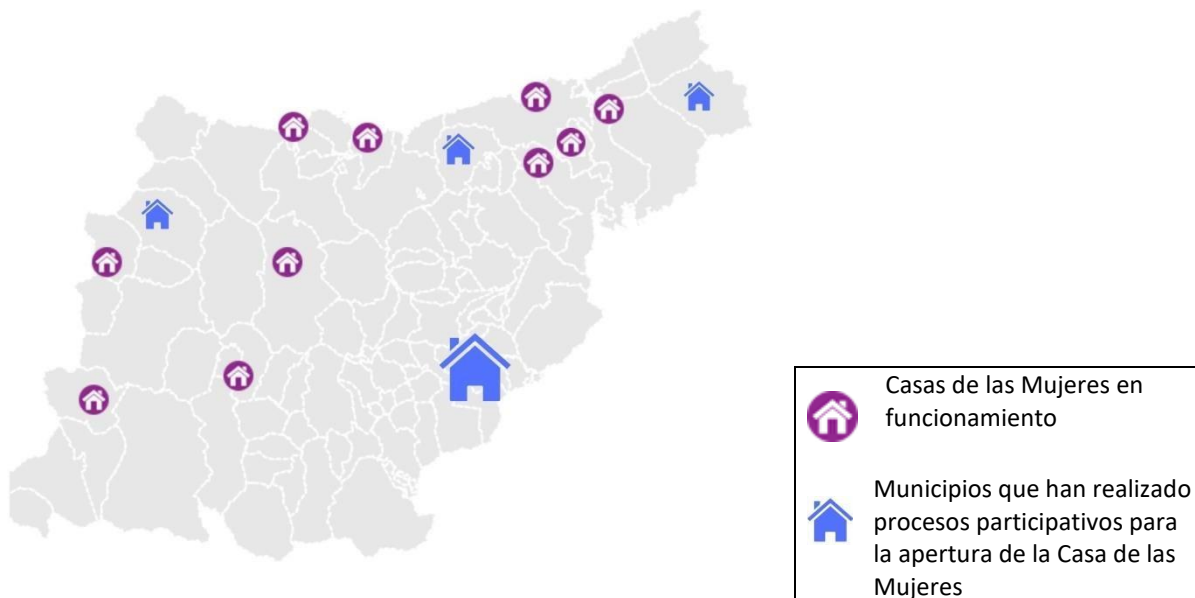 Casas de las Mujeres en
funcionamiento
Municipios que han realizado
procesos participativos para
la apertura de la Casa de las
Mujeres